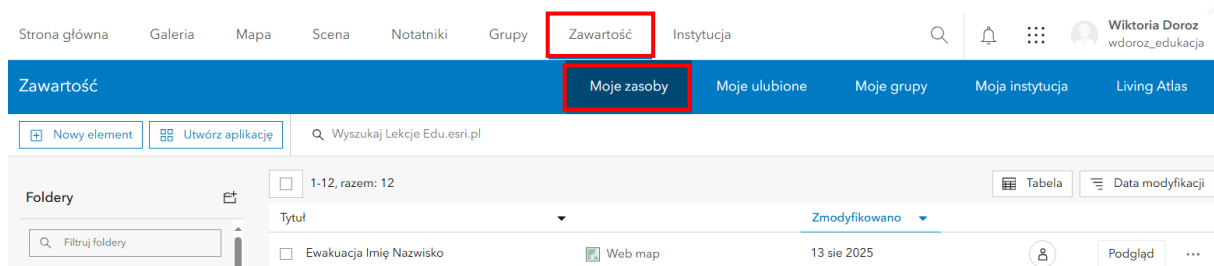 Strona główna Galeria Mapa Scena Notatniki Grupy Zawartość Instytucja Wiktoria Doroz
wdoroz_edukacja
Zawartość Moje zasoby Moje ulubione Moje grupy Moja instytucja Living Atlas
Nowy element Utwórz aplikację Wyszukaj Lekcje Edu.esri.pl
Foldery 1-12, razem: 12 Tabela Data modyfikacji
Tytuł Zmodyfikowano
Filtruj foldery Ewakuacja Imię Nazwisko Web map 13 sie 2025 Podgląd